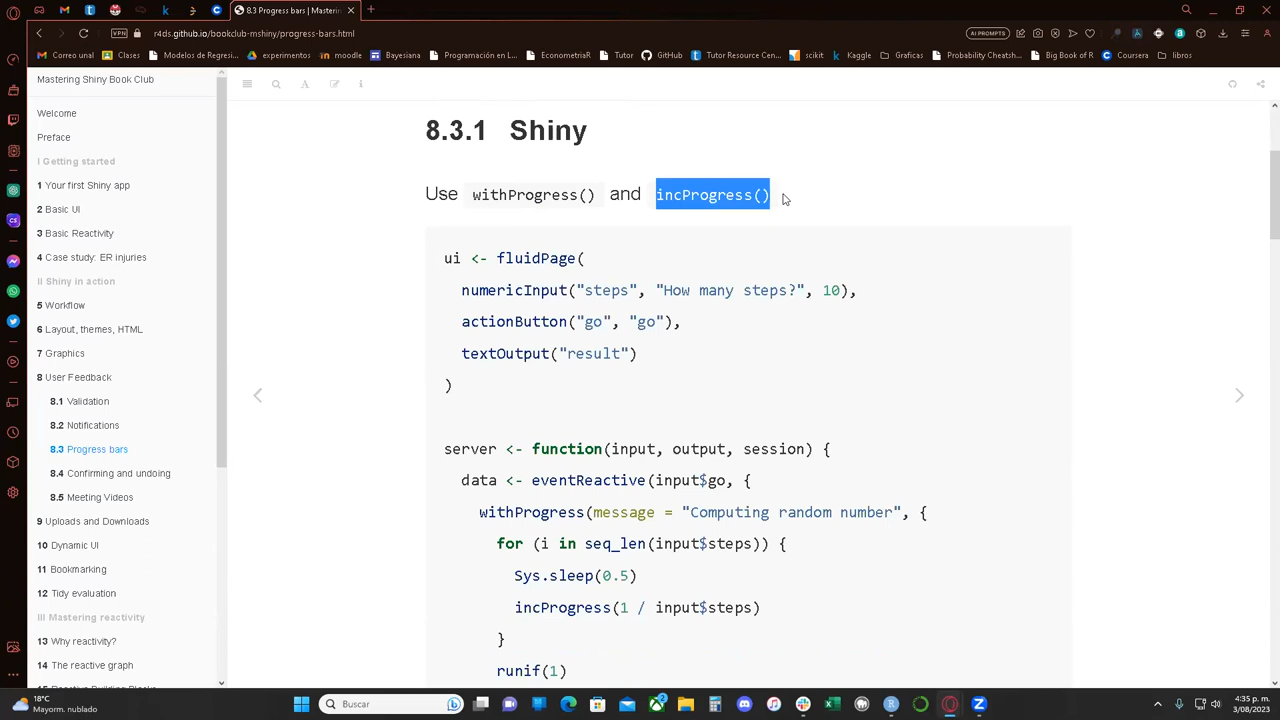 8.3 Progress bars | Mastering
r4ds.github.io/bookclub-mshiny/progress-bars.html
VPN
AI PROMPTS
Correo unal
Clases
Modelos de Regresi...
experimentos
moodle
Bayesiana
Programación en L...
EconometriaR
Tutor
GitHub
Tutor Resource Cen...
scikit
Kaggle
Graficas
Probability Cheatsh...
Big Book of R
Coursera
libros
Mastering Shiny Book Club
Welcome
Preface
I Getting started
1 Your first Shiny app
2 Basic UI
3 Basic Reactivity
4 Case study: ER injuries
II Shiny in action
5 Workflow
6 Layout, themes, HTML
7 Graphics
8 User Feedback
8.1 Validation
8.2 Notifications
8.3 Progress bars
8.4 Confirming and undoing
8.5 Meeting Videos
9 Uploads and Downloads
10 Dynamic UI
11 Bookmarking
12 Tidy evaluation
III Mastering reactivity
13 Why reactivity?
14 The reactive graph
8.3.1 Shiny
Use withProgress() and incProgress()
ui <- fluidPage(
numericInput("steps", "How many steps?", 10),
actionButton("go", "go"),
textOutput("result")
)
server <- function(input, output, session) {
data <- eventReactive(input$go, {
withProgress(message = "Computing random number", {
for (i in seq_len(input$steps)) {
Sys.sleep(0.5)
incProgress(1 / input$steps)
}
runif(1)
18°C
Mayorm. nublado
Buscar
4:35 p. m.
3/08/2023